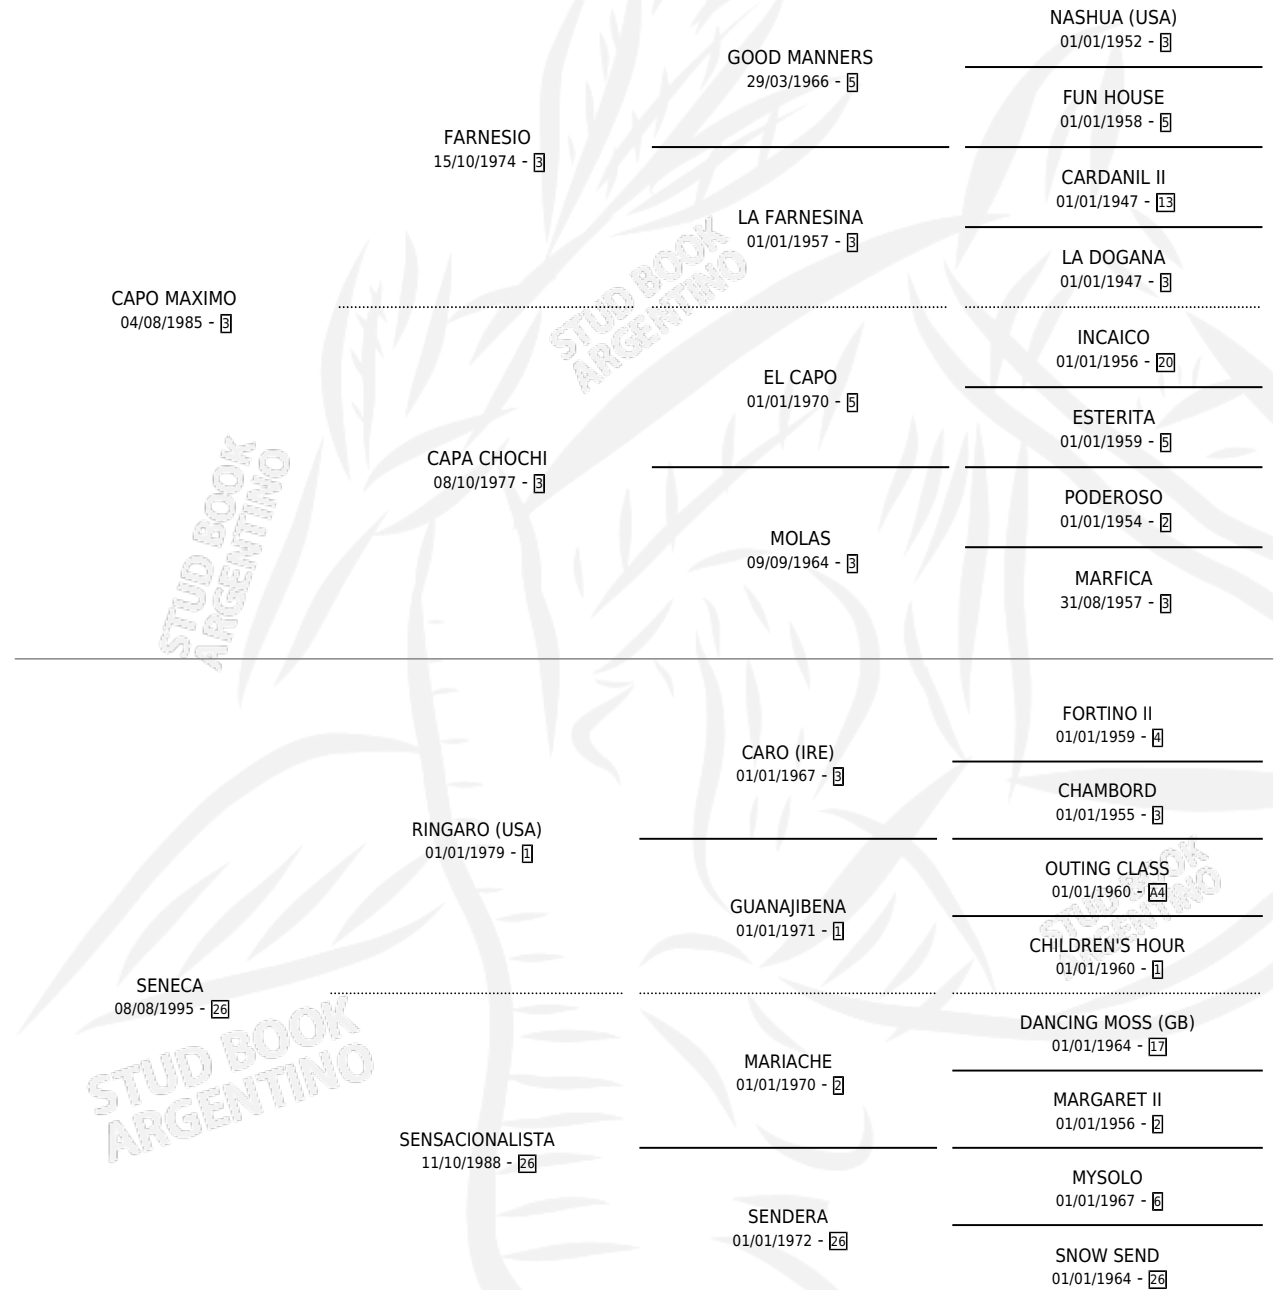 NASHUA (USA)
01/01/1952 - 3
GOOD MANNERS
29/03/1966 - 5
FUN HOUSE
01/01/1958 - 5
FARNESIO
15/10/1974 - 3
CARDANIL II
01/01/1947 - 13
LA FARNESINA
01/01/1957 - 3
LA DOGANA
01/01/1947 - 3
CAPO MAXIMO
04/08/1985 - 3
INCAICO
01/01/1956 - 20
EL CAPO
01/01/1970 - 5
ESTERITA
01/01/1959 - 5
CAPA CHOCHI
08/10/1977 - 3
PODEROSO
01/01/1954 - 2
MOLAS
09/09/1964 - 3
MARFICA
31/08/1957 - 3
STUD BOOK
ARGENTINO
STUD BOOK
ARGENTINO
FORTINO II
01/01/1959 - 4
CARO (IRE)
01/01/1967 - 3
CHAMBORD
01/01/1955 - 3
RINGARO (USA)
01/01/1979 - 1
OUTING CLASS
01/01/1960 - A4
GUANAJIBENA
01/01/1971 - 1
CHILDREN'S HOUR
01/01/1960 - 1
SENECA
08/08/1995 - 26
DANCING MOSS (GB)
01/01/1964 - 17
MARIACHE
01/01/1970 - 2
MARGARET II
01/01/1956 - 2
SENSACIONALISTA
11/10/1988 - 26
MYSOLO
01/01/1967 - 6
SENDERA
01/01/1972 - 26
SNOW SEND
01/01/1964 - 26
STUD BOOK
ARGENTINO
STUD BOOK
ARGENTINO